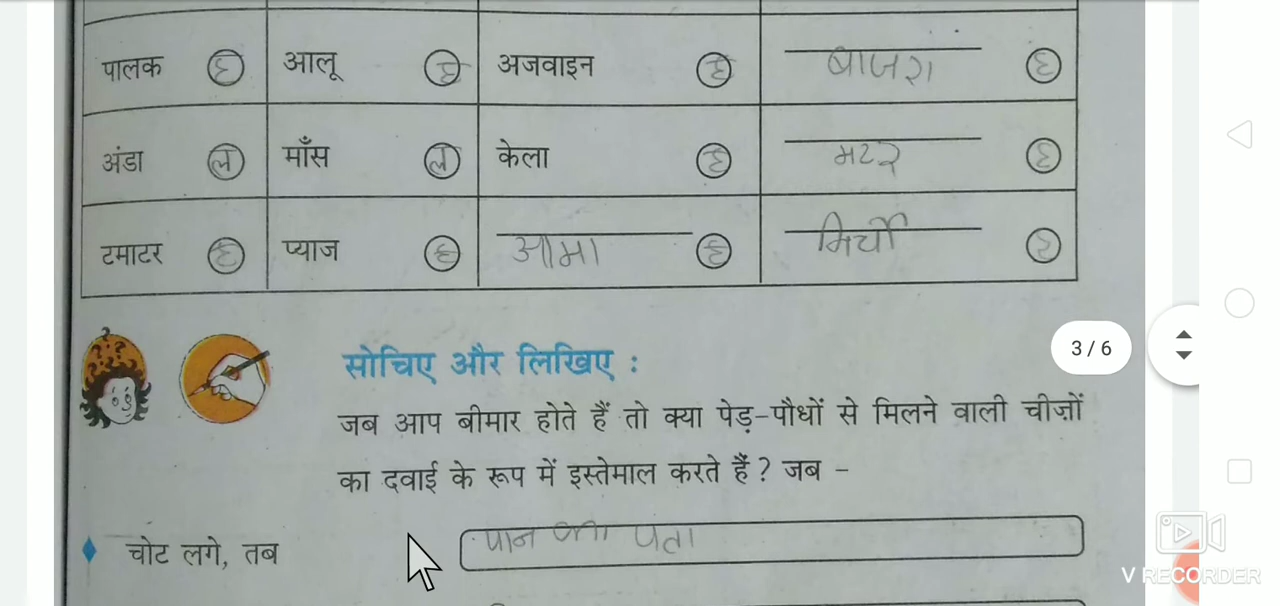 पालक ह आलू ह अजवाइन ह बाजरा ह
अंडा ल माँस ल केला ह मटर ह
टमाटर ह प्याज ह आमा ह मिर्ची ह
सोचिए और लिखिए :
3 / 6
जब आप बीमार होते हैं तो क्या पेड़-पौधों से मिलने वाली चीज़ों
का दवाई के रूप में इस्तेमाल करते हैं ? जब -
चोट लगे, तब पान का पता
V RECORDER